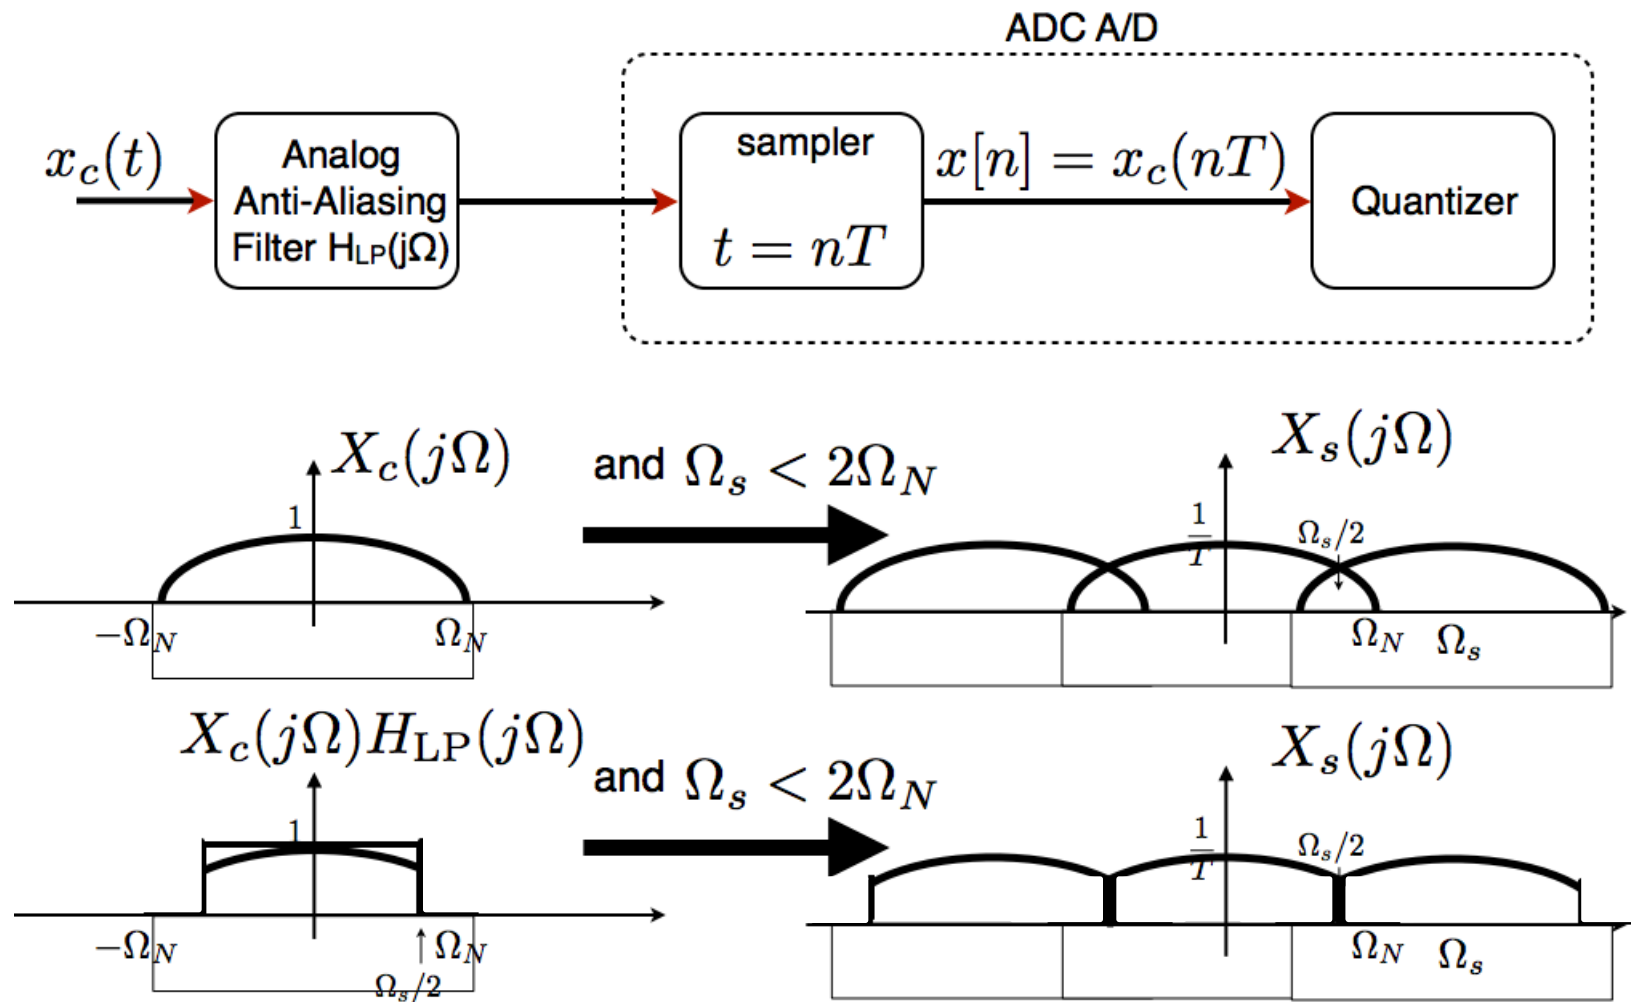 ADC A/D
x_c(t)
Analog
Anti-Aliasing
Filter H_LP(jΩ)
sampler
t = nT
x[n] = x_c(nT)
Quantizer
X_c(jΩ)
1
−Ω_N
Ω_N
and Ω_s < 2Ω_N
X_s(jΩ)
1/T
Ω_s/2
Ω_N
Ω_s
X_c(jΩ)H_LP(jΩ)
1
−Ω_N
Ω_N
Ω_s/2
and Ω_s < 2Ω_N
X_s(jΩ)
1/T
Ω_s/2
Ω_N
Ω_s